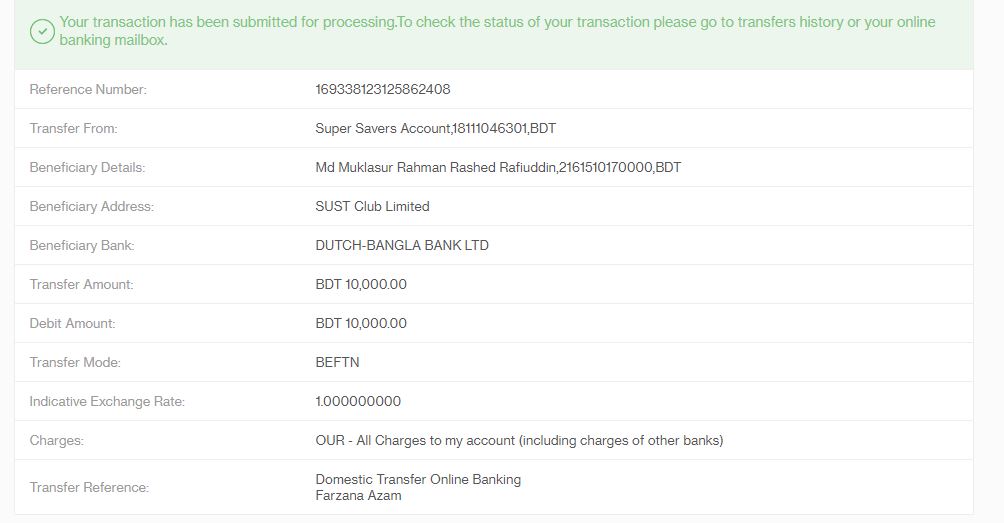 Your transaction has been submitted for processing.To check the status of your transaction please go to transfers history or your online
banking mailbox.
Reference Number: 169338123125862408
Transfer From: Super Savers Account,18111046301,BDT
Beneficiary Details: Md Muklasur Rahman Rashed Rafiuddin,2161510170000,BDT
Beneficiary Address: SUST Club Limited
Beneficiary Bank: DUTCH-BANGLA BANK LTD
Transfer Amount: BDT 10,000.00
Debit Amount: BDT 10,000.00
Transfer Mode: BEFTN
Indicative Exchange Rate: 1.000000000
Charges: OUR - All Charges to my account (including charges of other banks)
Transfer Reference: Domestic Transfer Online Banking
Farzana Azam